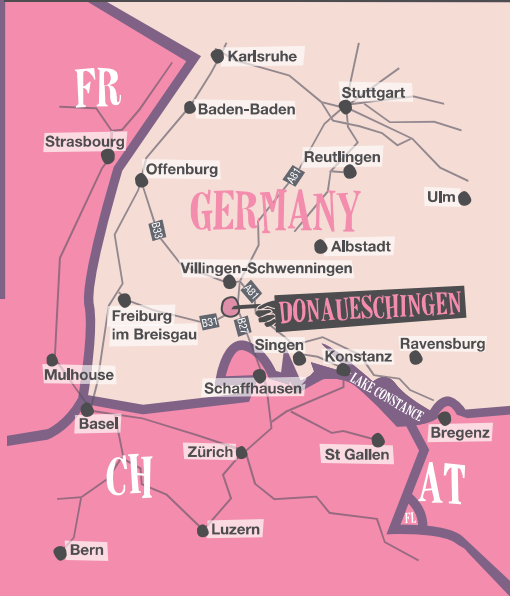 Karlsruhe
FR
Stuttgart
Baden-Baden
Strasbourg
Reutlingen
Offenburg
A81
Ulm
GERMANY
B33
Albstadt
Villingen-Schwenningen
A81
DONAUESCHINGEN
Freiburg
im Breisgau
B31
B27
Singen
Konstanz
Ravensburg
Mulhouse
Schaffhausen
LAKE CONSTANCE
Basel
Bregenz
Zürich
St Gallen
CH
AT
FL
Luzern
Bern